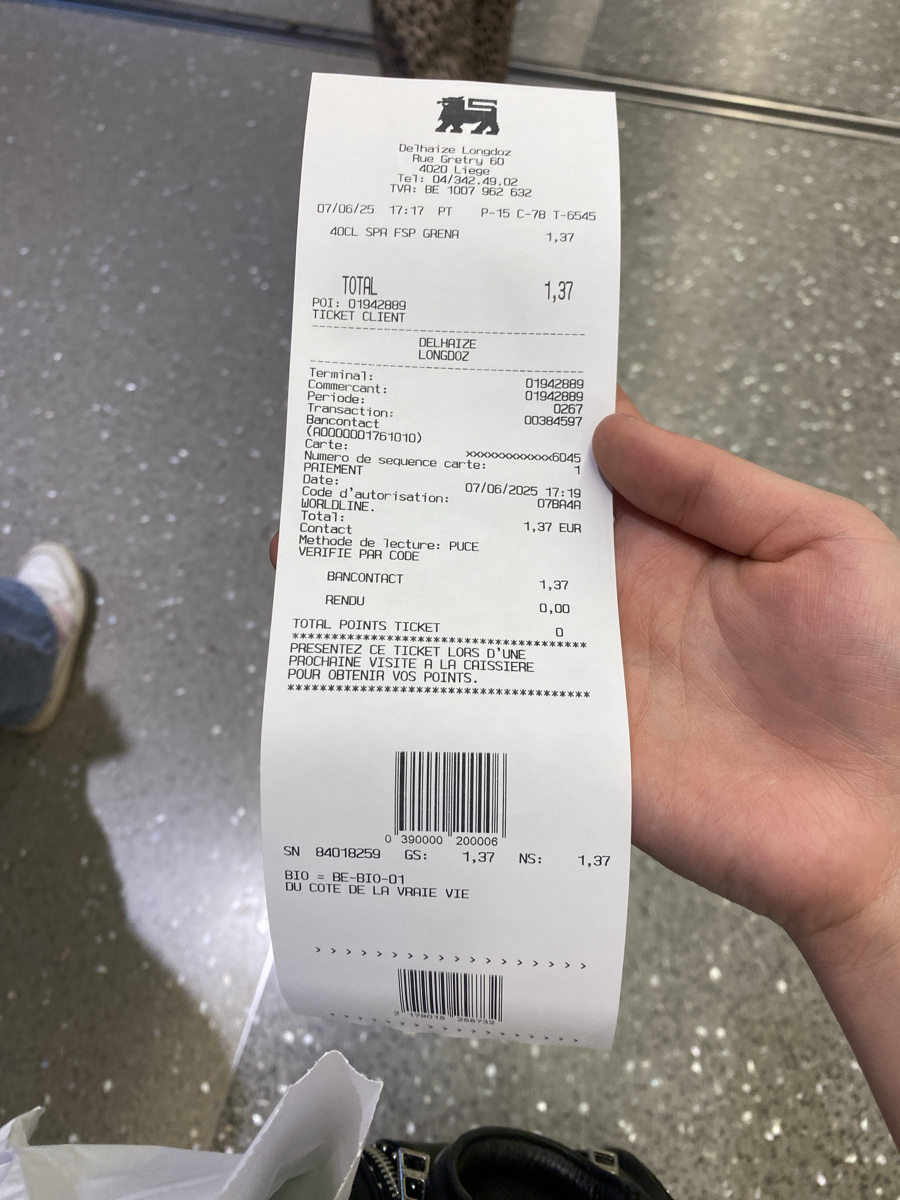 Delhaize Longdoz
Rue Gretry 60
4020 Liege
Tel: 04/342.49.02
TVA: BE 1007 962 632
07/06/25 17:17 PT P-15 C-78 T-6545
40CL SPA FSP GRENA 1,37
TOTAL 1,37
POI: 01942889
TICKET CLIENT
DELHAIZE
LONGDOZ
Terminal: 01942889
Commercant: 01942889
Periode: 0267
Transaction: 00384597
Bancontact
(A0000001761010)
Carte: xxxxxxxxxxxxx6045
Numero de sequence carte: 1
PAIEMENT
Date: 07/06/2025 17:19
Code d'autorisation: 07BA4A
WORLDLINE.
Total: 1,37 EUR
Contact
Methode de lecture: PUCE
VERIFIE PAR CODE
BANCONTACT 1,37
RENDU 0,00
TOTAL POINTS TICKET 0
***************************************
PRESENTEZ CE TICKET LORS D'UNE
PROCHAINE VISITE A LA CAISSIERE
POUR OBTENIR VOS POINTS.
***************************************
0 390000 200006
SN 84018259 GS: 1,37 NS: 1,37
BIO = BE-BIO-01
DU COTE DE LA VRAIE VIE
> > > > > > > > > > > > > > > > > >
> > > > > > > > > > > > > > > > >